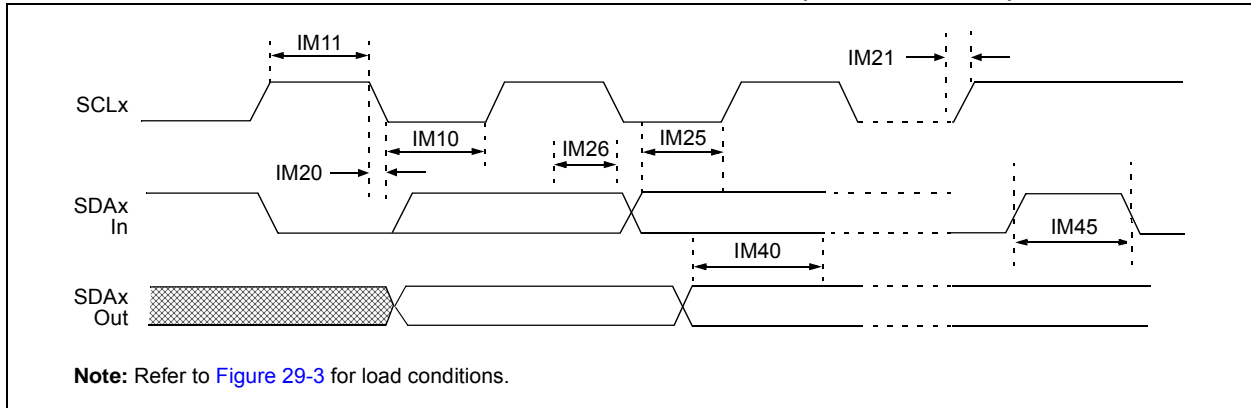 IM11
IM21
SCLx
IM10
IM26
IM25
IM20
SDAx
In
IM45
IM40
SDAx
Out
Note: Refer to Figure 29-3 for load conditions.